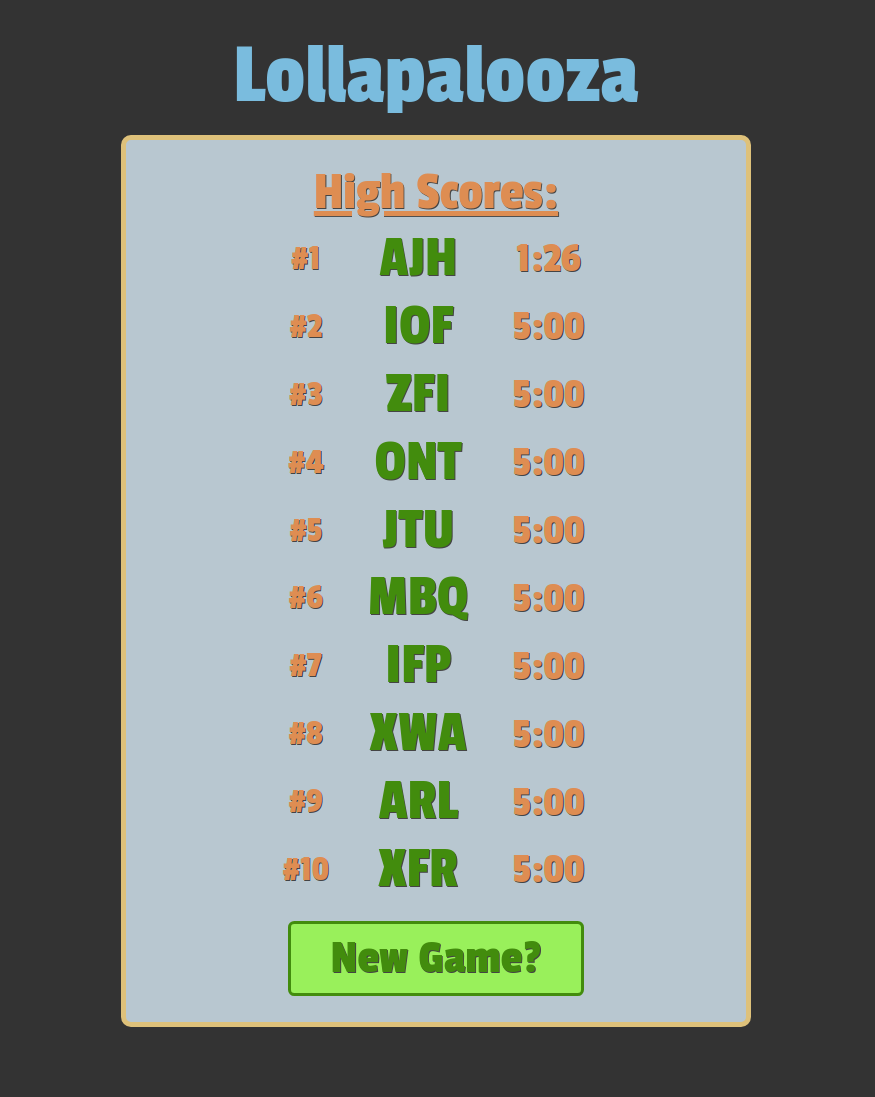 Lollapalooza
High Scores:
#1 AJH 1:26
#2 IOF 5:00
#3 ZFI 5:00
#4 ONT 5:00
#5 JTU 5:00
#6 MBQ 5:00
#7 IFP 5:00
#8 XWA 5:00
#9 ARL 5:00
#10 XFR 5:00
New Game?